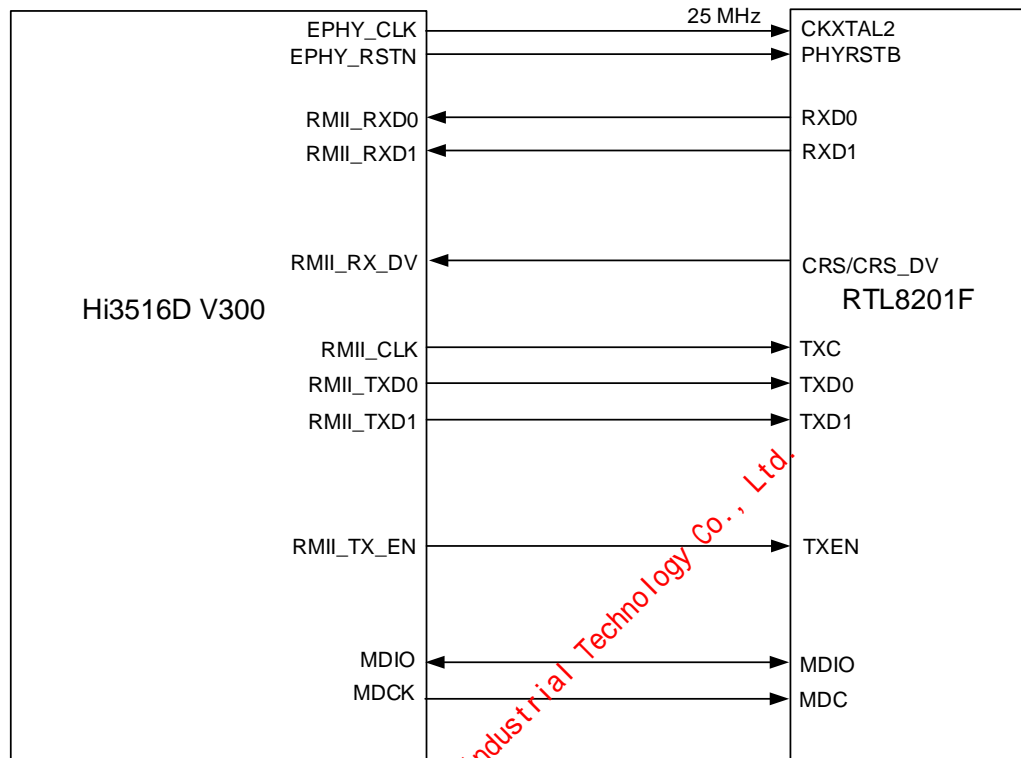 25 MHz
EPHY_CLK CKXTAL2
EPHY_RSTN PHYRSTB
RMII_RXD0 RXD0
RMII_RXD1 RXD1
RMII_RX_DV CRS/CRS_DV
Hi3516D V300 RTL8201F
RMII_CLK TXC
RMII_TXD0 TXD0
RMII_TXD1 TXD1
RMII_TX_EN TXEN
MDIO MDIO
MDCK MDC
Technology Co., Ltd.